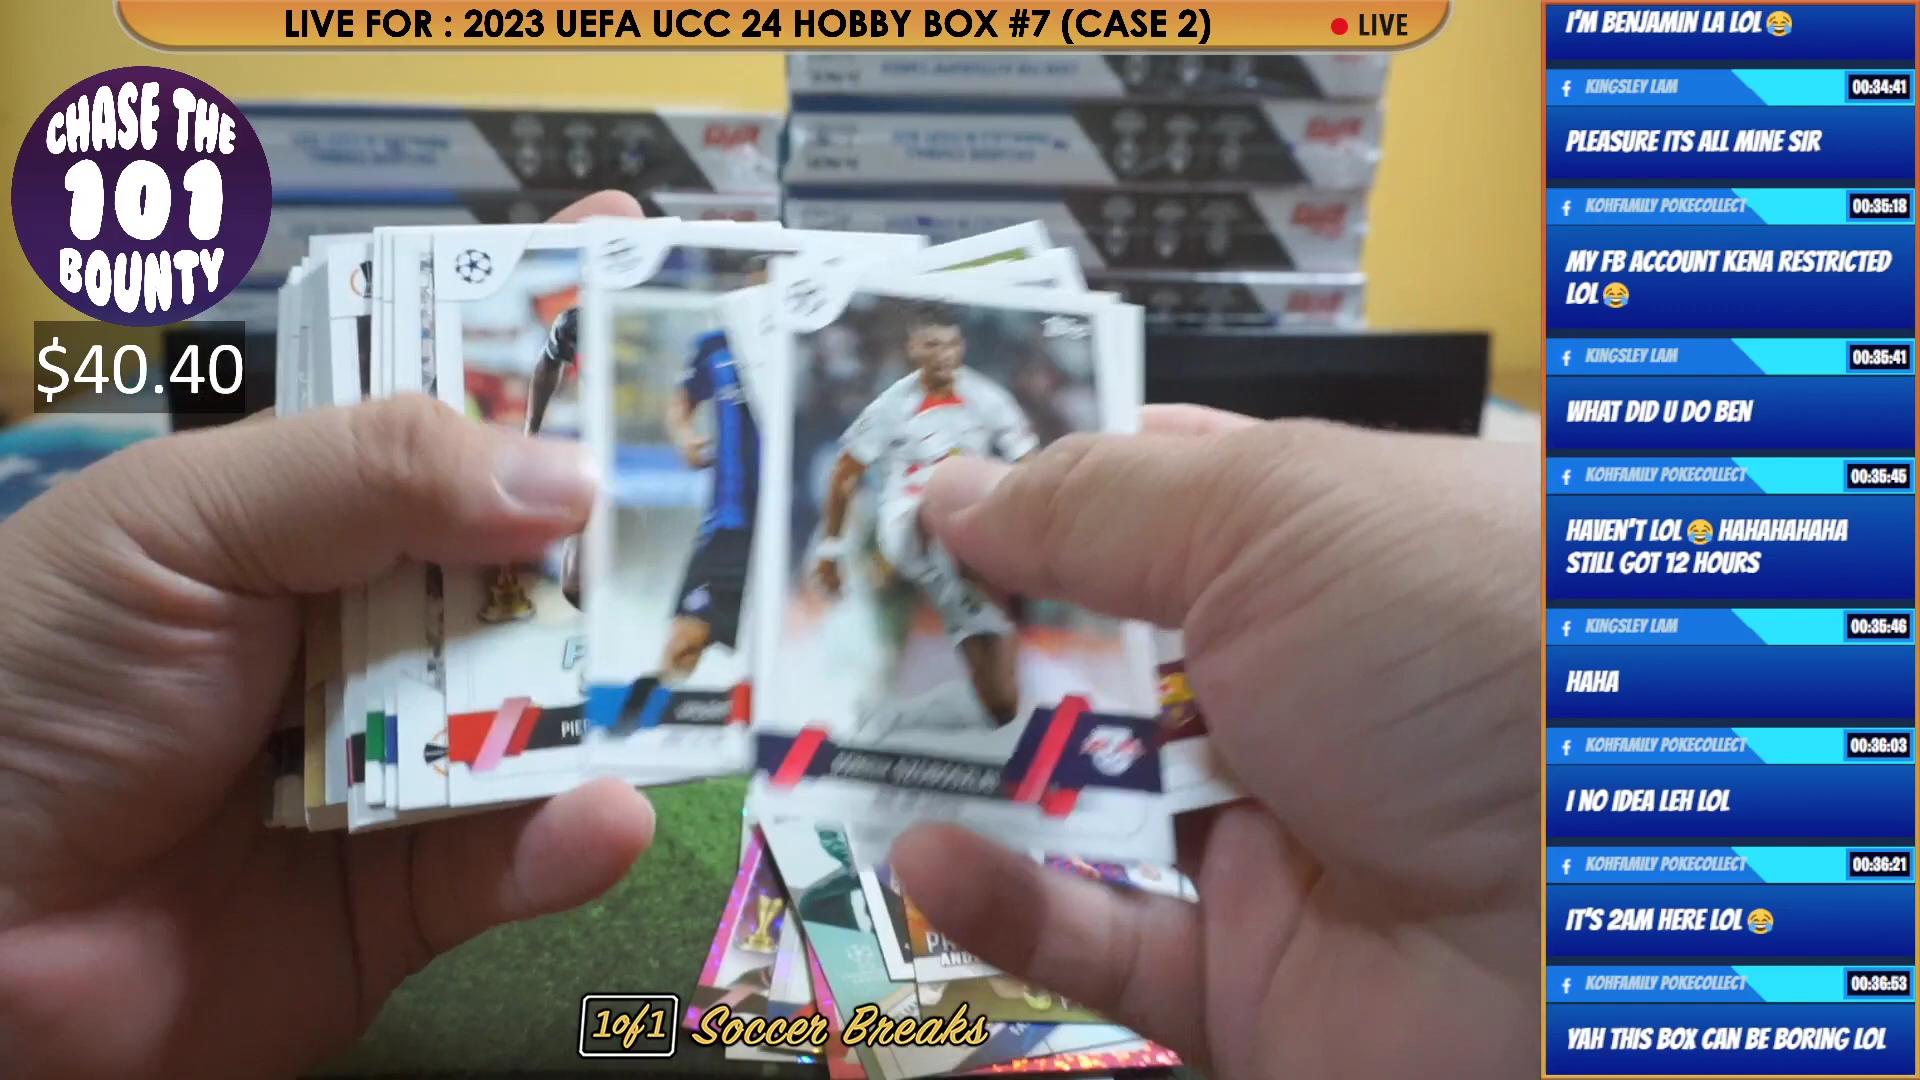 LIVE FOR : 2023 UEFA UCC 24 HOBBY BOX #7 (CASE 2)
LIVE
CHASE THE
101
BOUNTY
$40.40
I'M BENJAMIN LA LOL 😂
KINGSLEY LAM 00:34:41
PLEASURE ITS ALL MINE SIR
KOHFAMILY POKECOLLECT 00:35:18
MY FB ACCOUNT KENA RESTRICTED
LOL 😂
KINGSLEY LAM 00:35:41
WHAT DID U DO BEN
KOHFAMILY POKECOLLECT 00:35:45
HAVEN'T LOL 😂 HAHAHAHAHA
STILL GOT 12 HOURS
KINGSLEY LAM 00:35:46
HAHA
KOHFAMILY POKECOLLECT 00:36:03
I NO IDEA LEH LOL
KOHFAMILY POKECOLLECT 00:36:21
IT'S 2AM HERE LOL 😂
KOHFAMILY POKECOLLECT 00:36:53
YAH THIS BOX CAN BE BORING LOL
1of1 Soccer Breaks